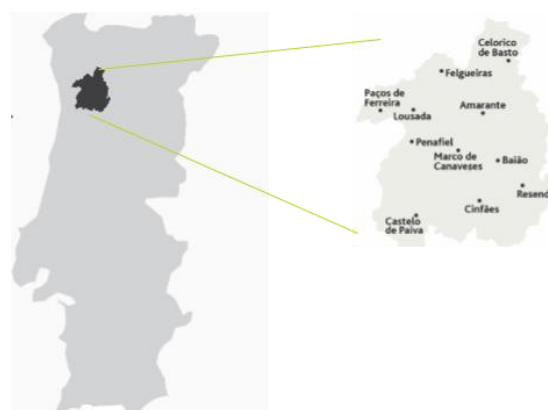 Celorico
de Basto
Felgueiras
Paços de
Ferreira
Lousada
Amarante
Penafiel
Marco de
Canaveses
Baião
Resend
Cinfães
Castelo
de Paiva